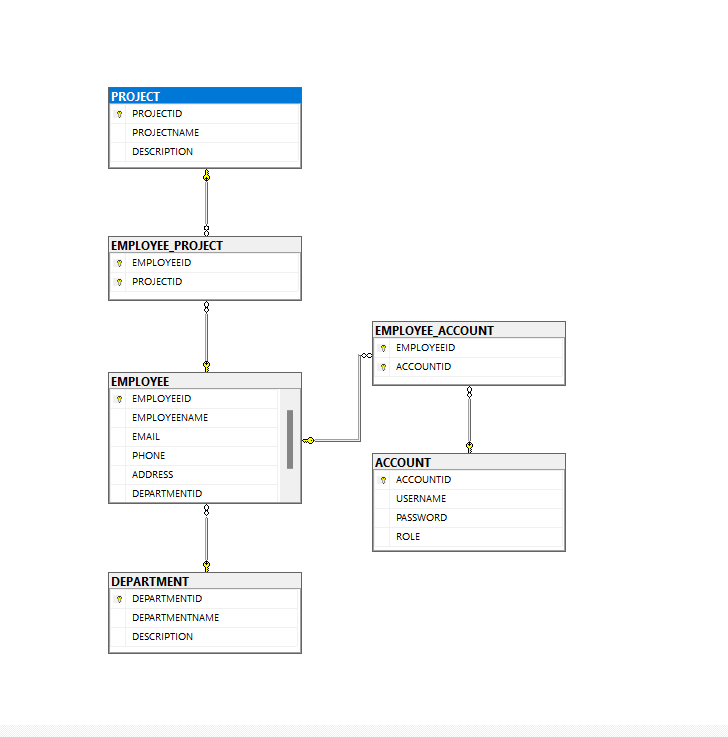 PROJECT
PROJECTID
PROJECTNAME
DESCRIPTION
EMPLOYEE_PROJECT
EMPLOYEEID
PROJECTID
EMPLOYEE
EMPLOYEEID
EMPLOYEENAME
EMAIL
PHONE
ADDRESS
DEPARTMENTID
DEPARTMENT
DEPARTMENTID
DEPARTMENTNAME
DESCRIPTION
EMPLOYEE_ACCOUNT
EMPLOYEEID
ACCOUNTID
ACCOUNT
ACCOUNTID
USERNAME
PASSWORD
ROLE